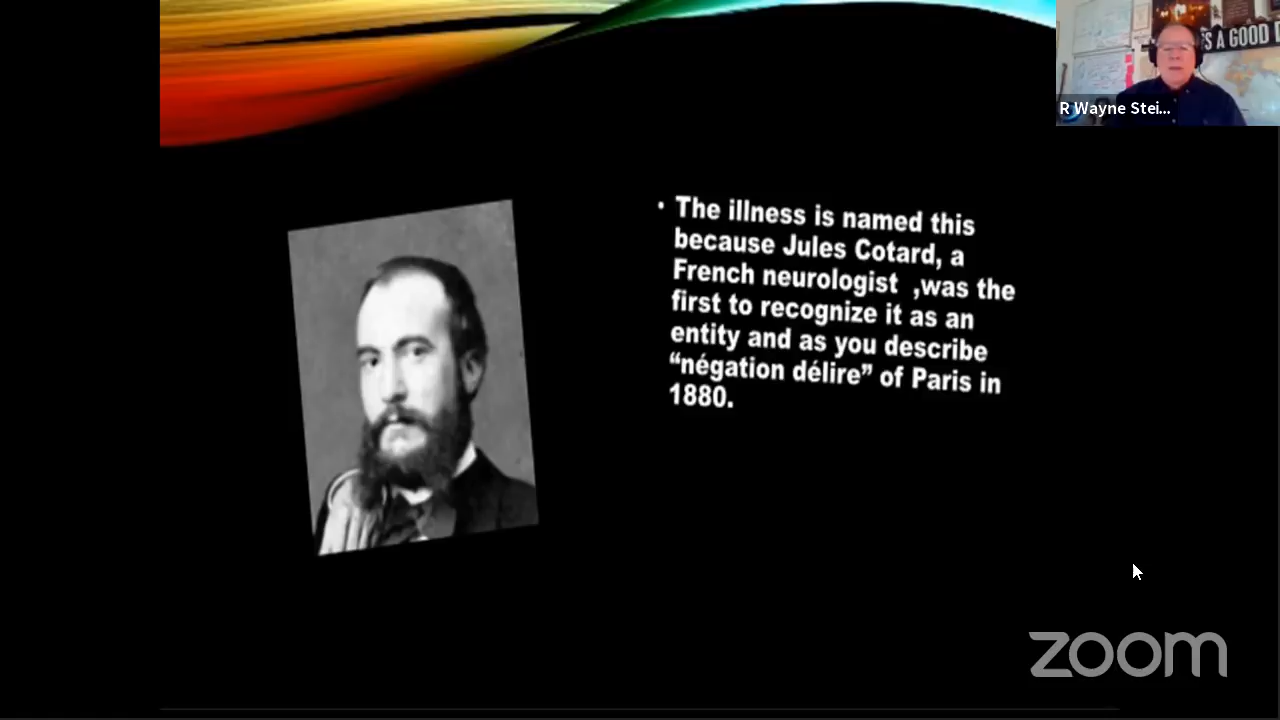 S A GOOD D
R Wayne Stei...
• The illness is named this
because Jules Cotard, a
French neurologist ,was the
first to recognize it as an
entity and as you describe
“négation délire” of Paris in
1880.
zoom